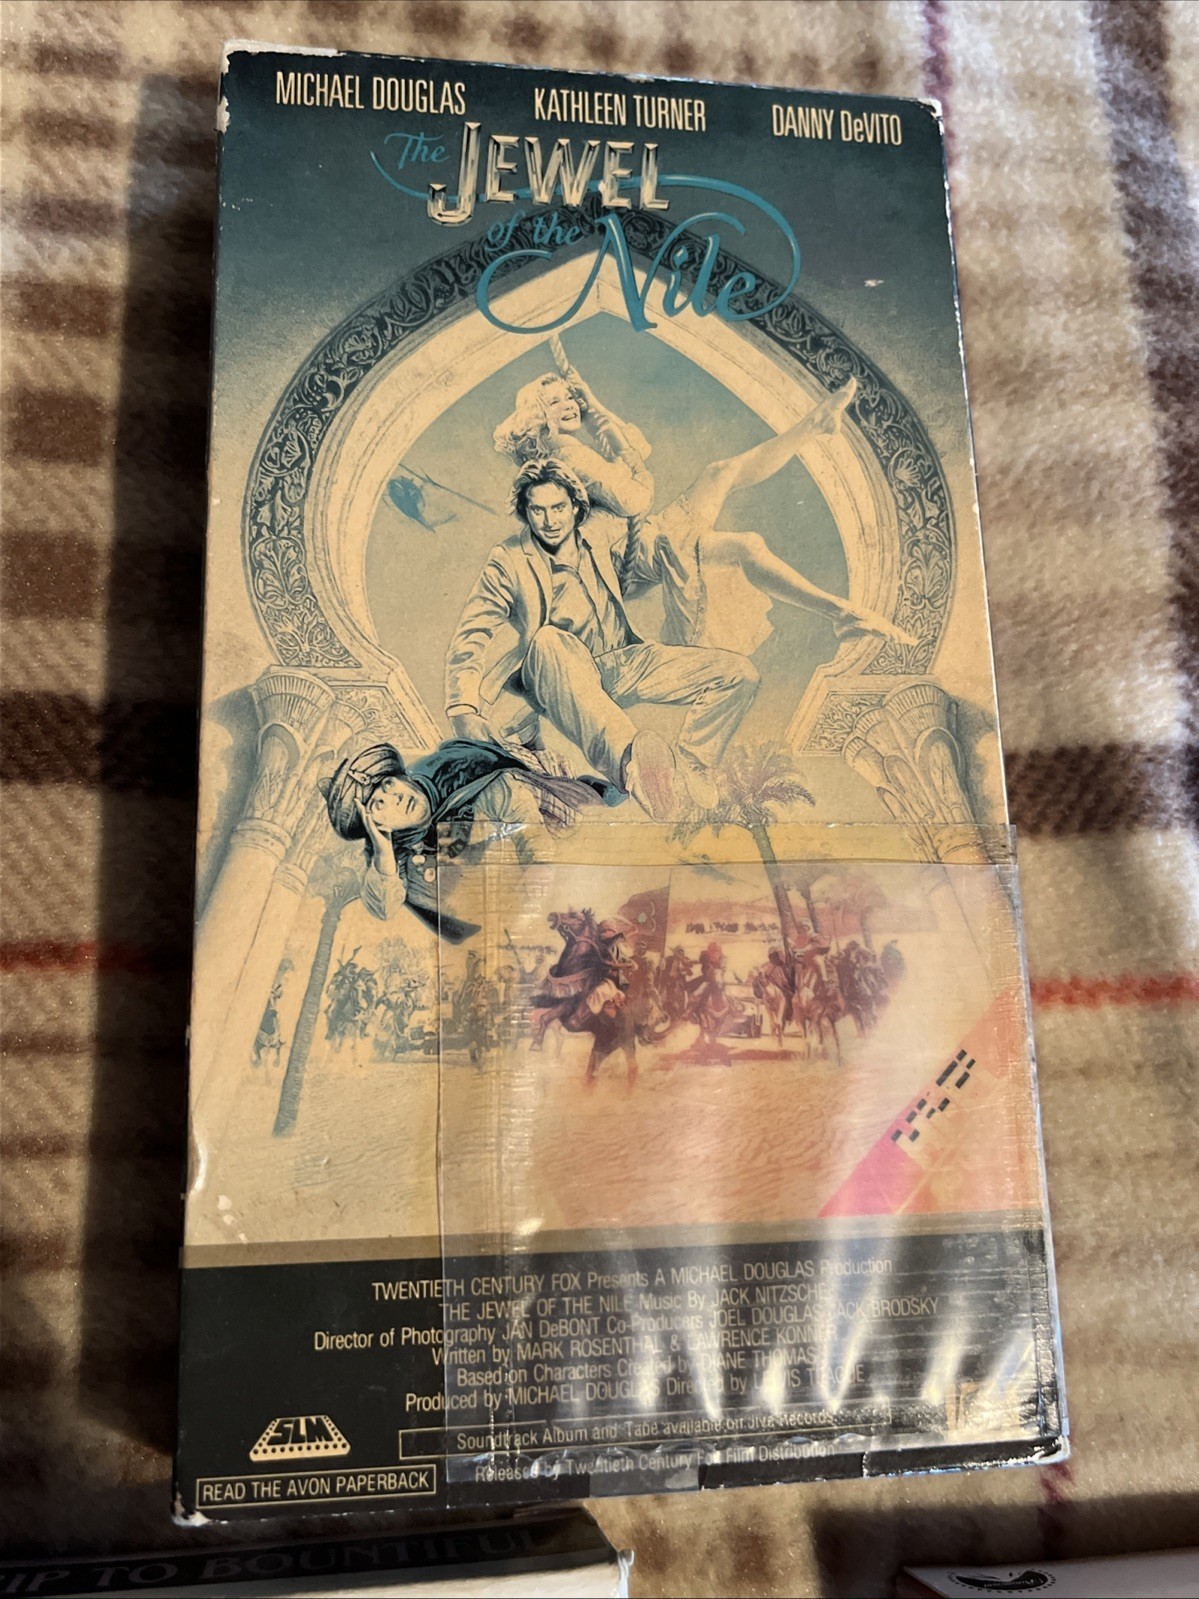 MICHAEL DOUGLAS KATHLEEN TURNER DANNY DeVITO
The JEWEL
of the Nile
TWENTIETH CENTURY FOX Presents A MICHAEL DOUGLAS Production
THE JEWEL OF THE NILE Music By JACK NITZSCHE
Director of Photography JAN DeBONT Co-Producers JOEL DOUGLAS JACK BRODSKY
Written by MARK ROSENTHAL & LAWRENCE KONNER
Based on Characters Created by DIANE THOMAS
Produced by MICHAEL DOUGLAS Directed by LEWIS TEAGUE
SLM
Soundtrack Album and Tape available on Jive Records
READ THE AVON PAPERBACK
Released by Twentieth Century Fox Film Distribution
IP TO BOUNTIFUL